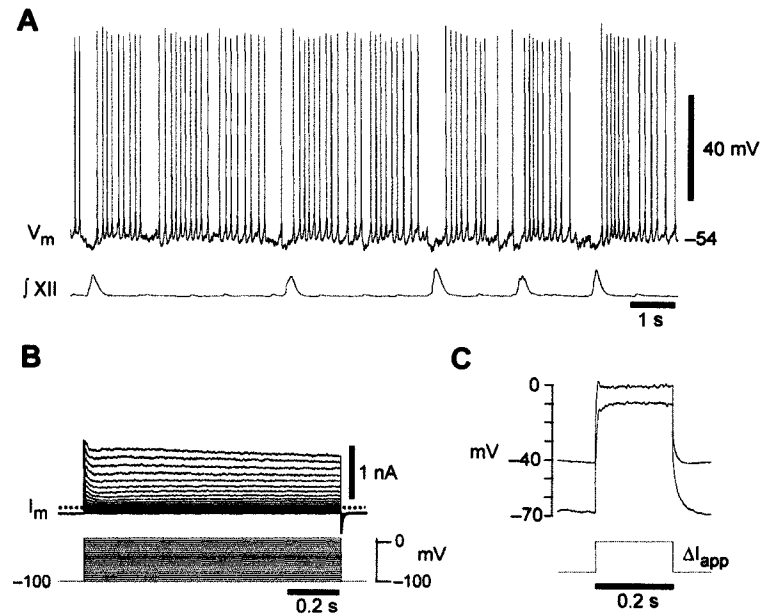 A
40 mV
Vm
–54
∫ XII
1 s
B
C
1 nA
Im
0
mV
–100
–100
0.2 s
0
mV
–40
–70
ΔIapp
0.2 s